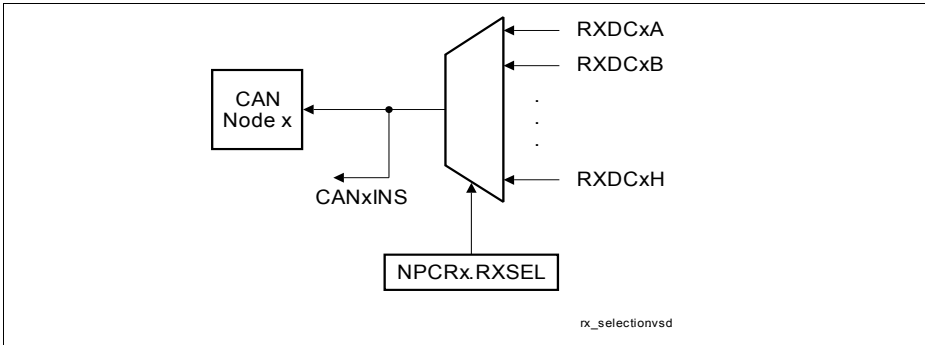 RXDCxA
RXDCxB
CAN
Node x
.
.
.
RXDCxH
CANxINS
NPCRx.RXSEL
rx_selectionvsd